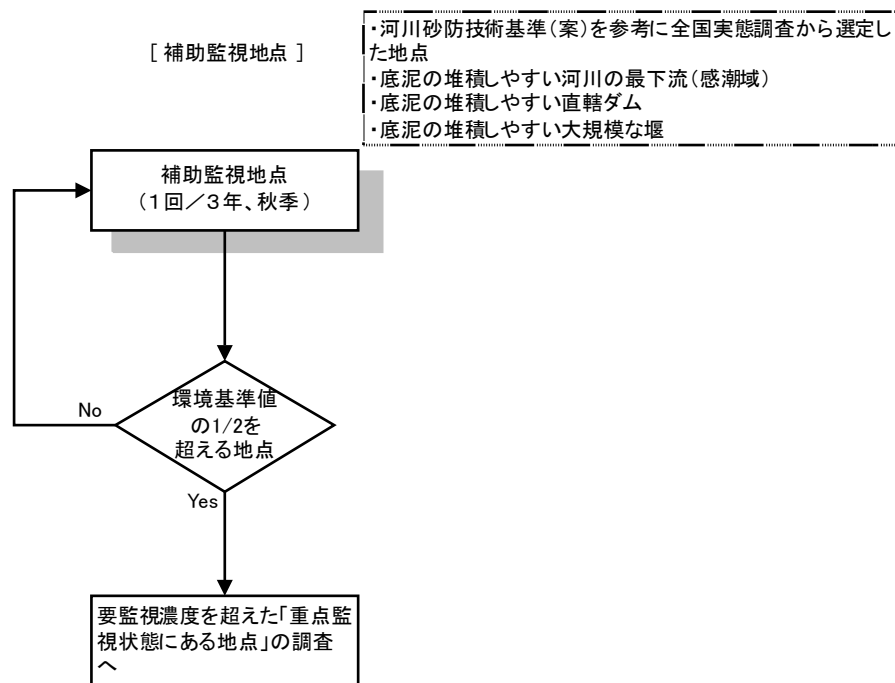 [ 補助監視地点 ]
・河川砂防技術基準（案）を参考に全国実態調査から選定し
た地点
・底泥の堆積しやすい河川の最下流（感潮域）
・底泥の堆積しやすい直轄ダム
・底泥の堆積しやすい大規模な堰
補助監視地点
（１回／３年、秋季）
環境基準値
の1/2を
超える地点
No
Yes
要監視濃度を超えた「重点監
視状態にある地点」の調査
へ